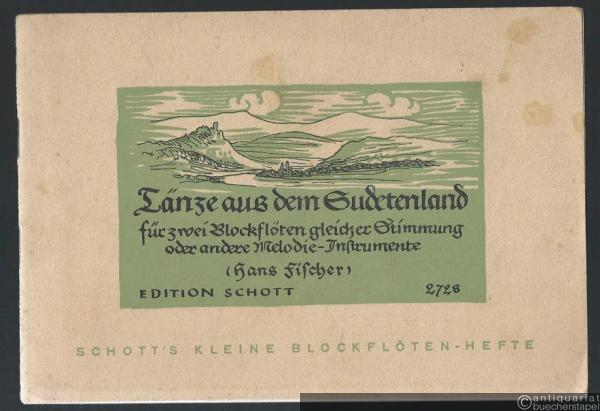 Tänze aus dem Sudetenland
für zwei Blockflöten gleicher Stimmung
oder andere Melodie-Instrumente
(Hans Fischer)
EDITION SCHOTT 2728
SCHOTT'S KLEINE BLOCKFLÖTEN-HEFTE
antiquariat
buecherstapel